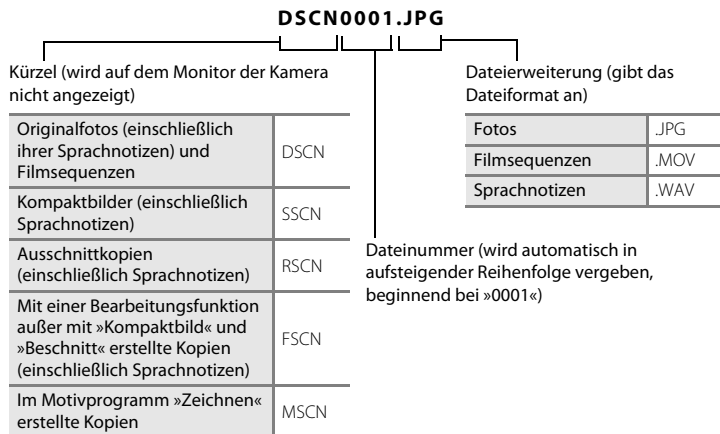 DSCN0001.JPG
Kürzel (wird auf dem Monitor der Kamera
nicht angezeigt)
Originalfotos (einschließlich
ihrer Sprachnotizen) und
Filmsequenzen
DSCN
Kompaktbilder (einschließlich
Sprachnotizen)
SSCN
Ausschnittkopien
(einschließlich Sprachnotizen)
RSCN
Mit einer Bearbeitungsfunktion
außer mit »Kompaktbild« und
»Beschnitt« erstellte Kopien
(einschließlich Sprachnotizen)
FSCN
Im Motivprogramm »Zeichnen«
erstellte Kopien
MSCN
Dateierweiterung (gibt das
Dateiformat an)
Fotos .JPG
Filmsequenzen .MOV
Sprachnotizen .WAV
Dateinummer (wird automatisch in
aufsteigender Reihenfolge vergeben,
beginnend bei »0001«)